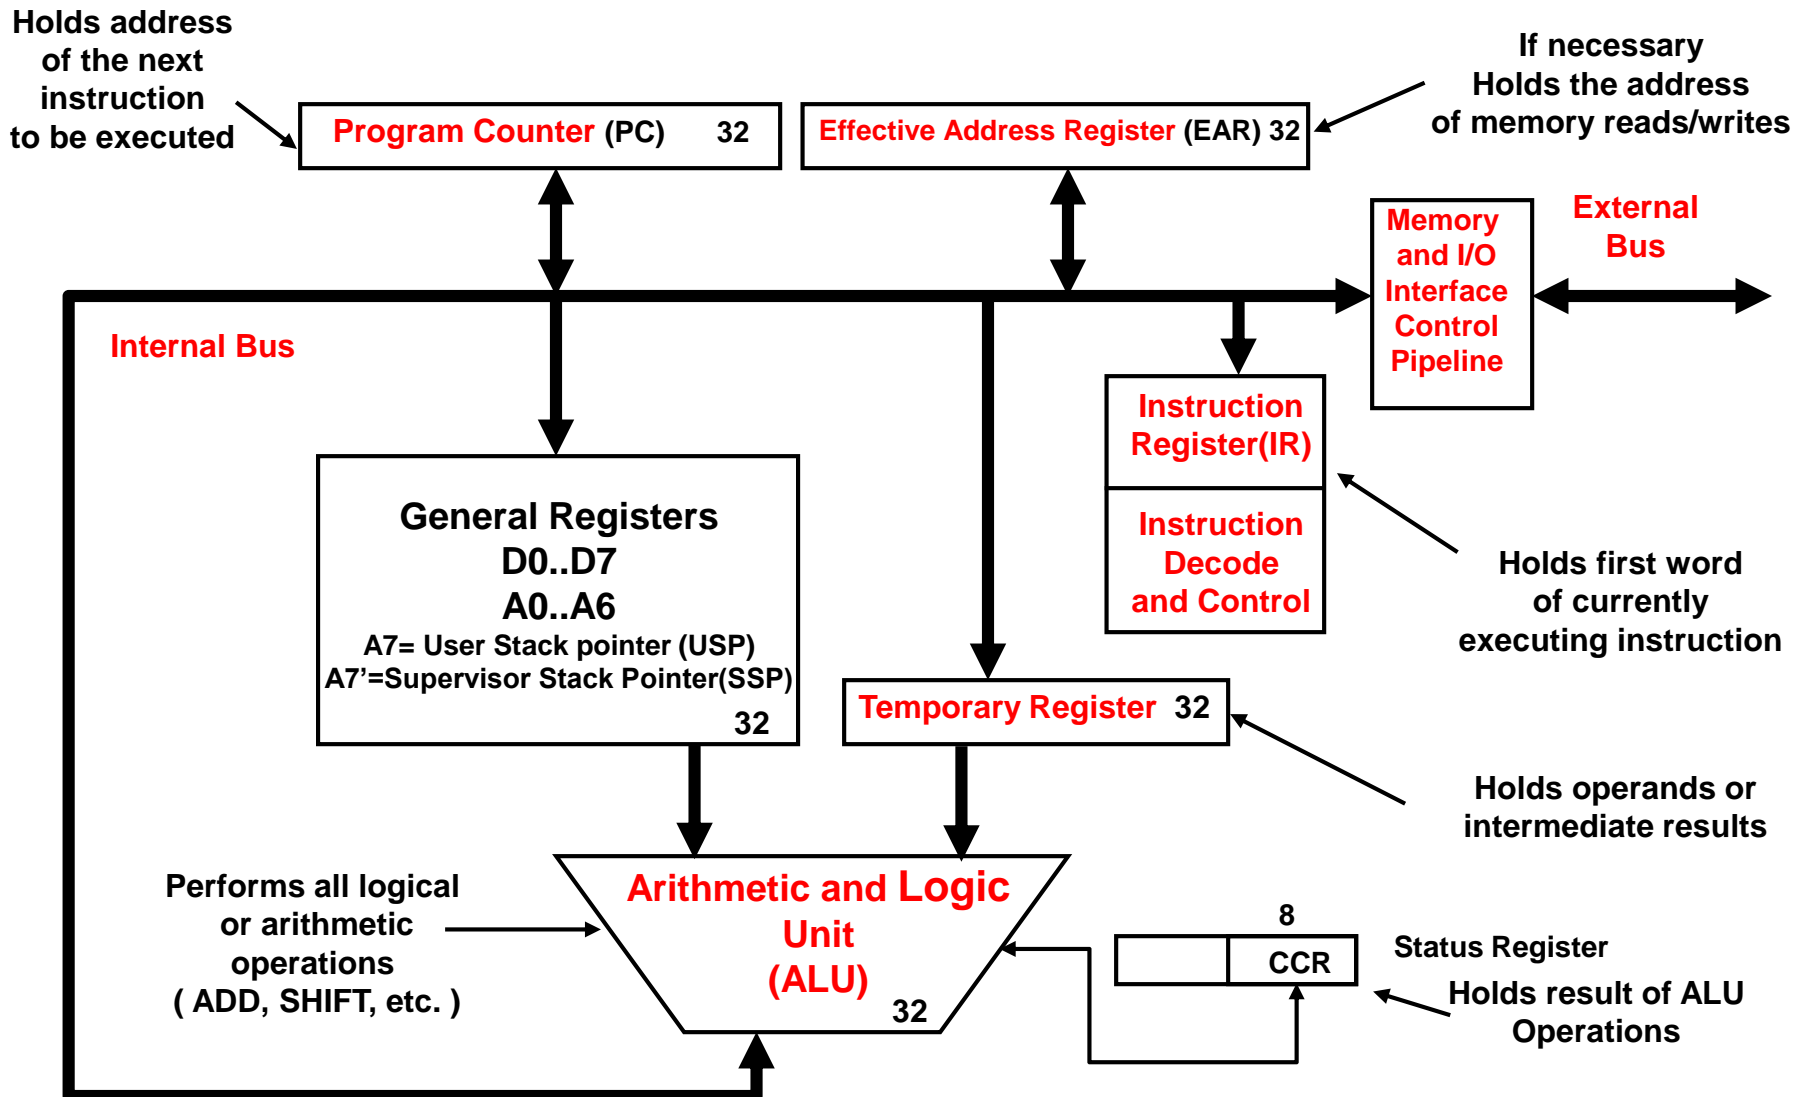 Holds address
of the next
instruction
to be executed
Program Counter (PC) 32
Effective Address Register (EAR) 32
If necessary
Holds the address
of memory reads/writes
Memory
and I/O
Interface
Control
Pipeline
External
Bus
Internal Bus
Instruction
Register(IR)
Instruction
Decode
and Control
General Registers
D0..D7
A0..A6
A7= User Stack pointer (USP)
A7’=Supervisor Stack Pointer(SSP)
32
Holds first word
of currently
executing instruction
Temporary Register 32
Holds operands or
intermediate results
Performs all logical
or arithmetic
operations
( ADD, SHIFT, etc. )
Arithmetic and Logic
Unit
(ALU)
32
8
CCR
Status Register
Holds result of ALU
Operations